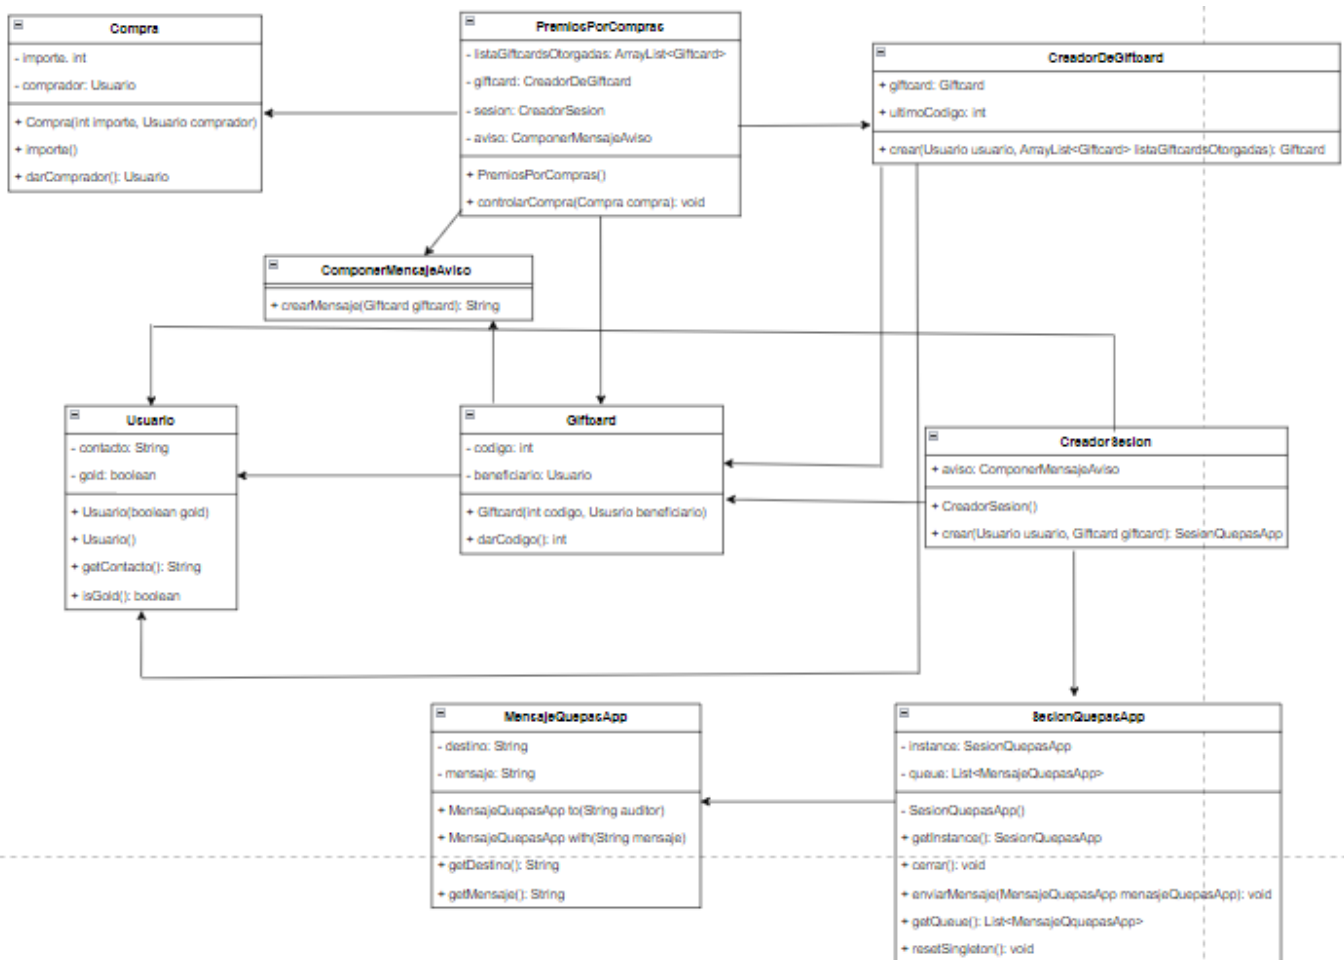 Compra
- importe. int
- comprador: Usuario
+ Compra(int importe, Usuario comprador)
+ importe()
+ darComprador(): Usuario
PremiosPorCompras
- listaGiftcardsOtorgadas: ArrayList<Giftcard>
- giftcard: CreadorDeGiftcard
- sesion: CreadorSesion
- aviso: ComponerMensajeAviso
+ PremiosPorCompras()
+ controlarCompra(Compra compra): void
CreadorDeGiftcard
+ giftcard: Giftcard
+ ultimoCodigo: int
+ crear(Usuario usuario, ArrayList<Giftcard> listaGiftcardsOtorgadas): Giftcard
ComponerMensajeAviso
+ crearMensaje(Giftcard giftcard): String
Usuario
- contacto: String
- gold: boolean
+ Usuario(boolean gold)
+ Usuario()
+ getContacto(): String
+ isGold(): boolean
Giftcard
- codigo: int
- beneficiario: Usuario
+ Giftcard(int codigo, Ususrio beneficiario)
+ darCodigo(): int
CreadorSesion
+ aviso: ComponerMensajeAviso
+ CreadorSesion()
+ crear(Usuario usuario, Giftcard giftcard): SesionQuepasApp
MensajeQuepasApp
- destino: String
- mensaje: String
+ MensajeQuepasApp to(String auditor)
+ MensajeQuepasApp with(String mensaje)
+ getDestino(): String
+ getMensaje(): String
SesionQuepasApp
- instance: SesionQuepasApp
- queue: List<MensajeQuepasApp>
- SesionQuepasApp()
+ getInstance(): SesionQuepasApp
+ cerrar(): void
+ enviarMensaje(MensajeQuepasApp menasjeQuepasApp): void
+ getQueue(): List<MensajeQquepasApp>
+ resetSingleton(): void